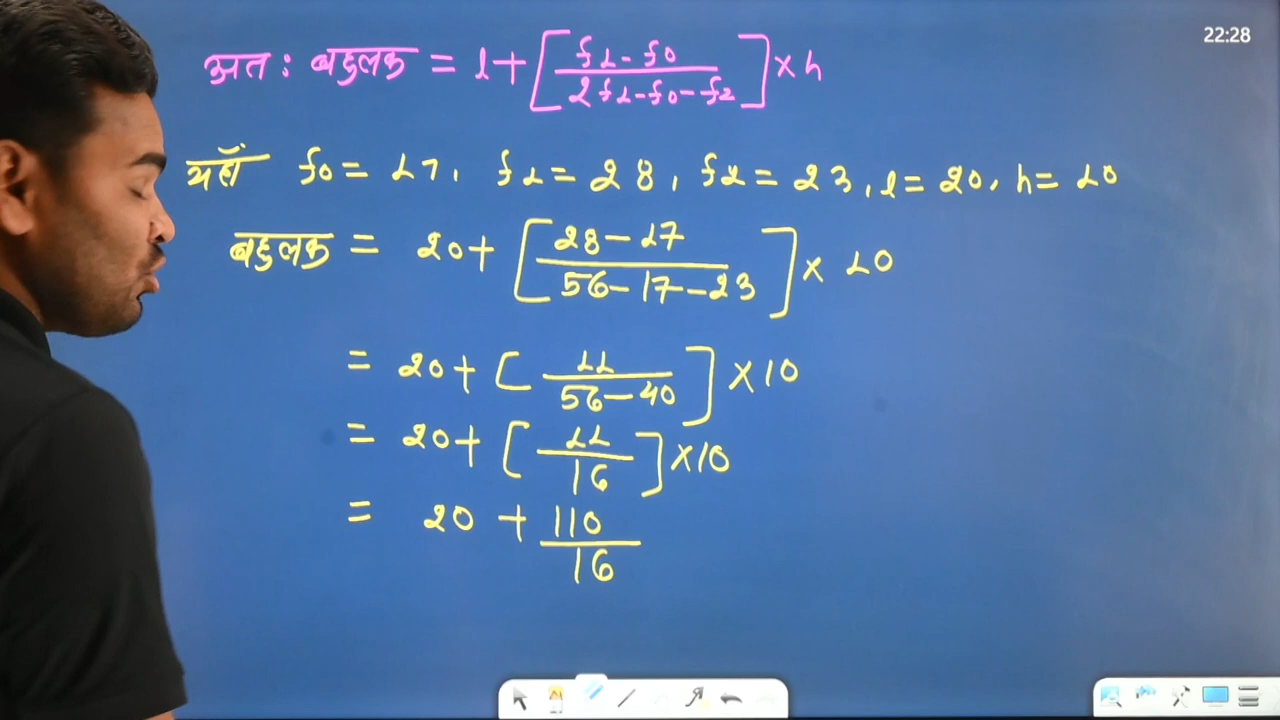 22:28
अतः बहुलक = l + [ f1 - f0 / 2f1 - f0 - f2 ] × h
यहाँ f0 = 17, f1 = 28, f2 = 23, l = 20, h = 10
बहुलक = 20 + [ 28 - 17 / 56 - 17 - 23 ] × 10
= 20 + [ 11 / 56 - 40 ] × 10
= 20 + [ 11 / 16 ] × 10
= 20 + 110 / 16